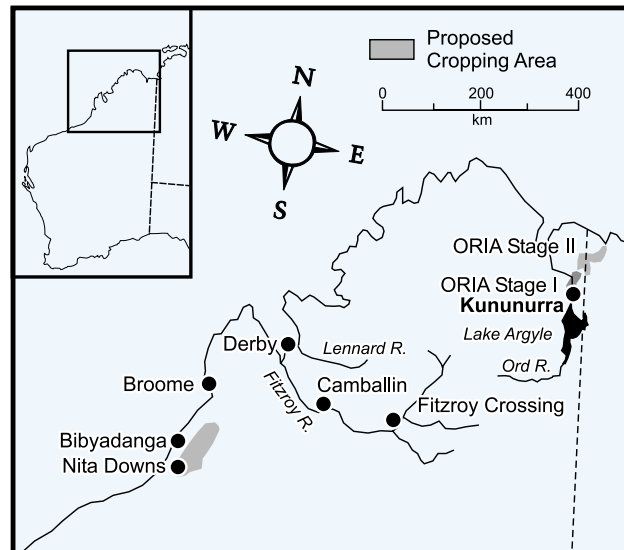 Proposed
Cropping Area
0 200 400
km
N
W
E
S
ORIA Stage II
ORIA Stage I
Kununurra
Lake Argyle
Ord R.
Derby
Lennard R.
Broome
Fitzroy R.
Camballin
Fitzroy Crossing
Bibyadanga
Nita Downs